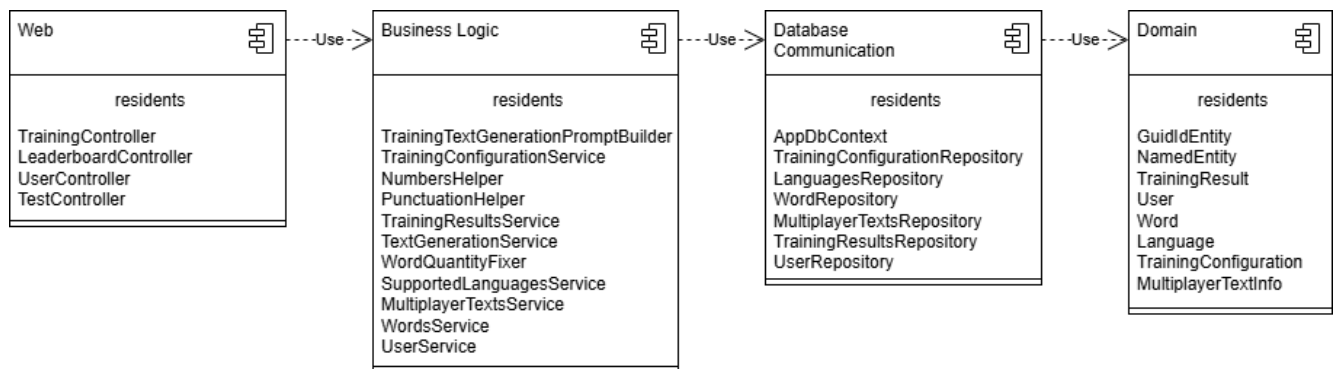 Web
residents
TrainingController
LeaderboardController
UserController
TestController
Use
Business Logic
residents
TrainingTextGenerationPromptBuilder
TrainingConfigurationService
NumbersHelper
PunctuationHelper
TrainingResultsService
TextGenerationService
WordQuantityFixer
SupportedLanguagesService
MultiplayerTextsService
WordsService
UserService
Use
Database
Communication
residents
AppDbContext
TrainingConfigurationRepository
LanguagesRepository
WordRepository
MultiplayerTextsRepository
TrainingResultsRepository
UserRepository
Use
Domain
residents
GuidIdEntity
NamedEntity
TrainingResult
User
Word
Language
TrainingConfiguration
MultiplayerTextInfo